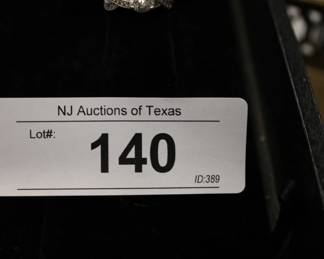 NJ Auctions of Texas
Lot#:
140
ID:389